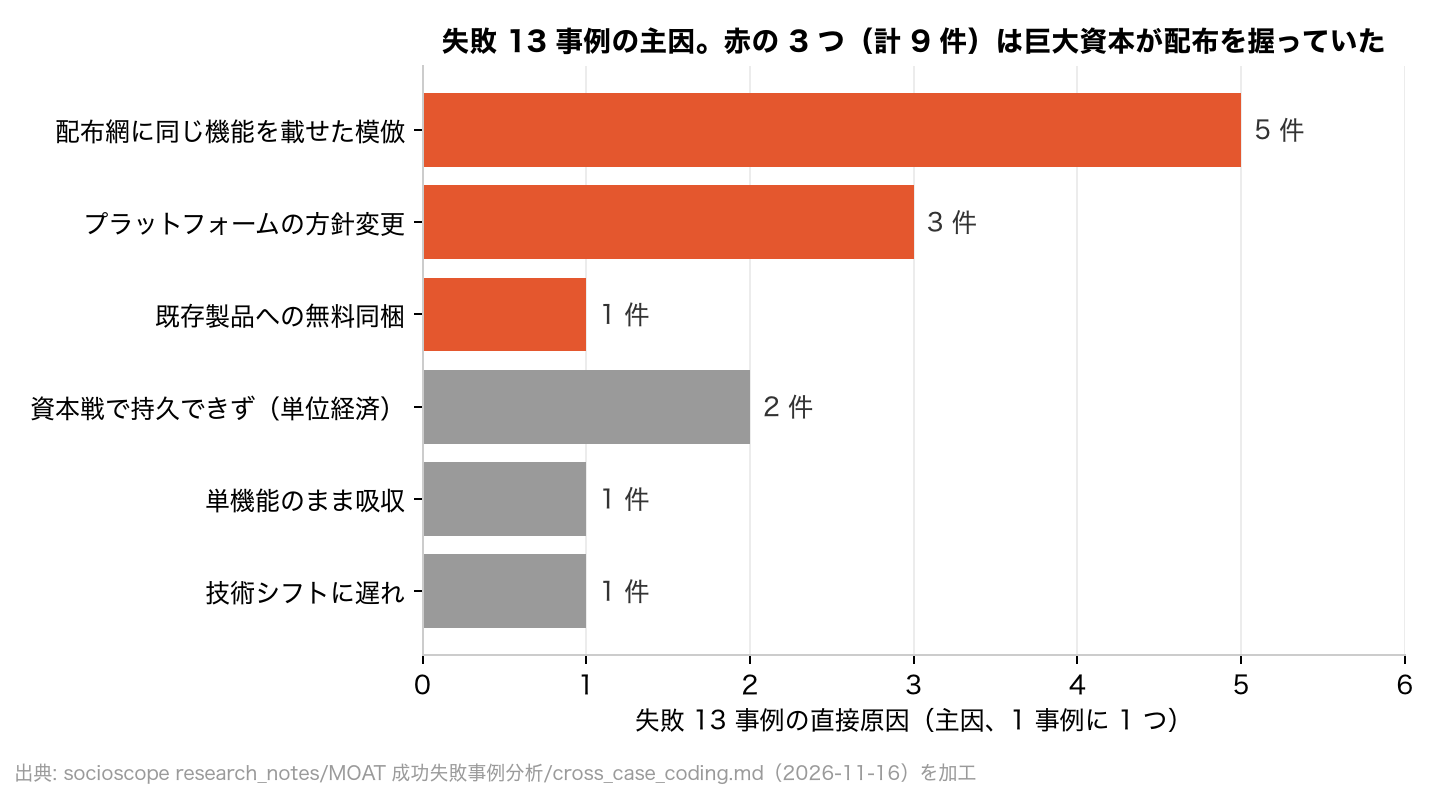 失敗 13 事例の主因。赤の 3 つ（計 9 件）は巨大資本が配布を握っていた
配布網に同じ機能を載せた模倣
5 件
プラットフォームの方針変更
3 件
既存製品への無料同梱
1 件
資本戦で持久できず（単位経済）
2 件
単機能のまま吸収
1 件
技術シフトに遅れ
1 件
0 1 2 3 4 5 6
失敗 13 事例の直接原因（主因、1 事例に 1 つ）
出典: socioscope research_notes/MOAT 成功失敗事例分析/cross_case_coding.md（2026-11-16）を加工